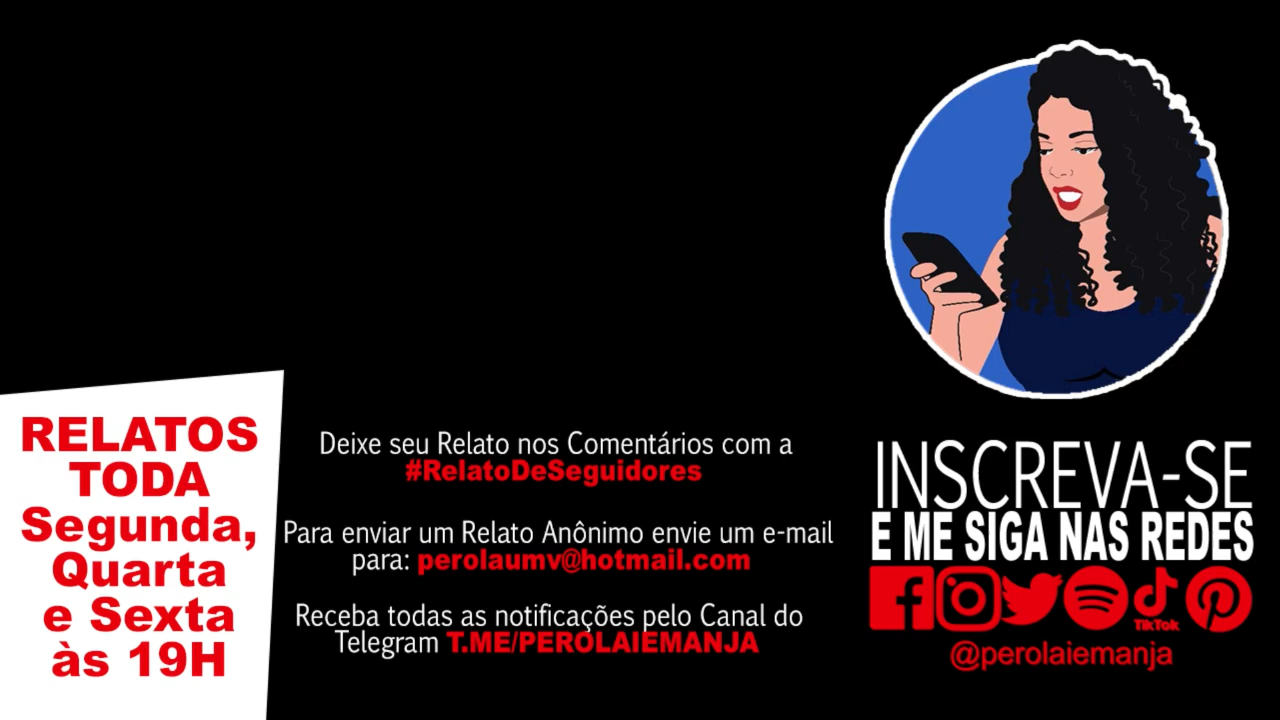 RELATOS
TODA
Segunda,
Quarta
e Sexta
às 19H
Deixe seu Relato nos Comentários com a
#RelatoDeSeguidores
Para enviar um Relato Anônimo envie um e-mail
para: perolaumv@hotmail.com
Receba todas as notificações pelo Canal do
Telegram T.ME/PEROLAIEMANJA
INSCREVA-SE
E ME SIGA NAS REDES
TikTok
@perolaiemanja